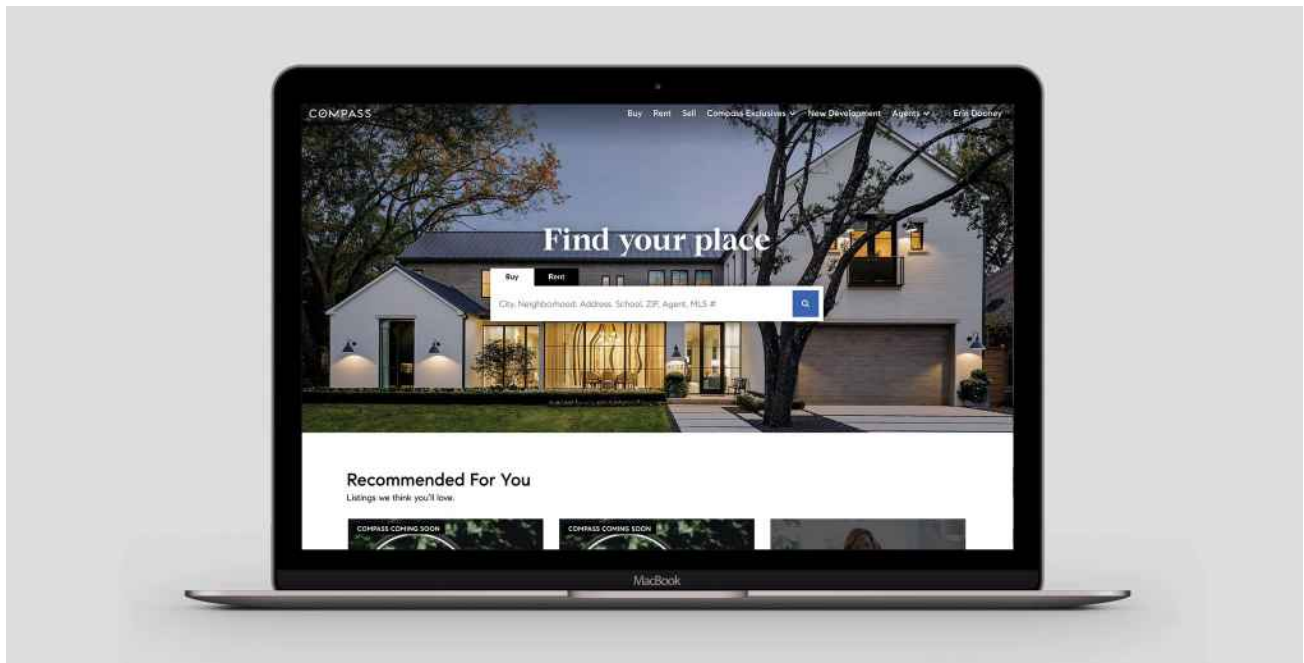 COMPASS
Buy Rent Sell Compass Exclusives New Development Agents Erin Dooney
Find your place
Buy Rent
City, Neighborhood, Address, School, ZIP, Agent, MLS #
Recommended For You
Listings we think you'll love.
COMPASS COMING SOON COMPASS COMING SOON
MacBook